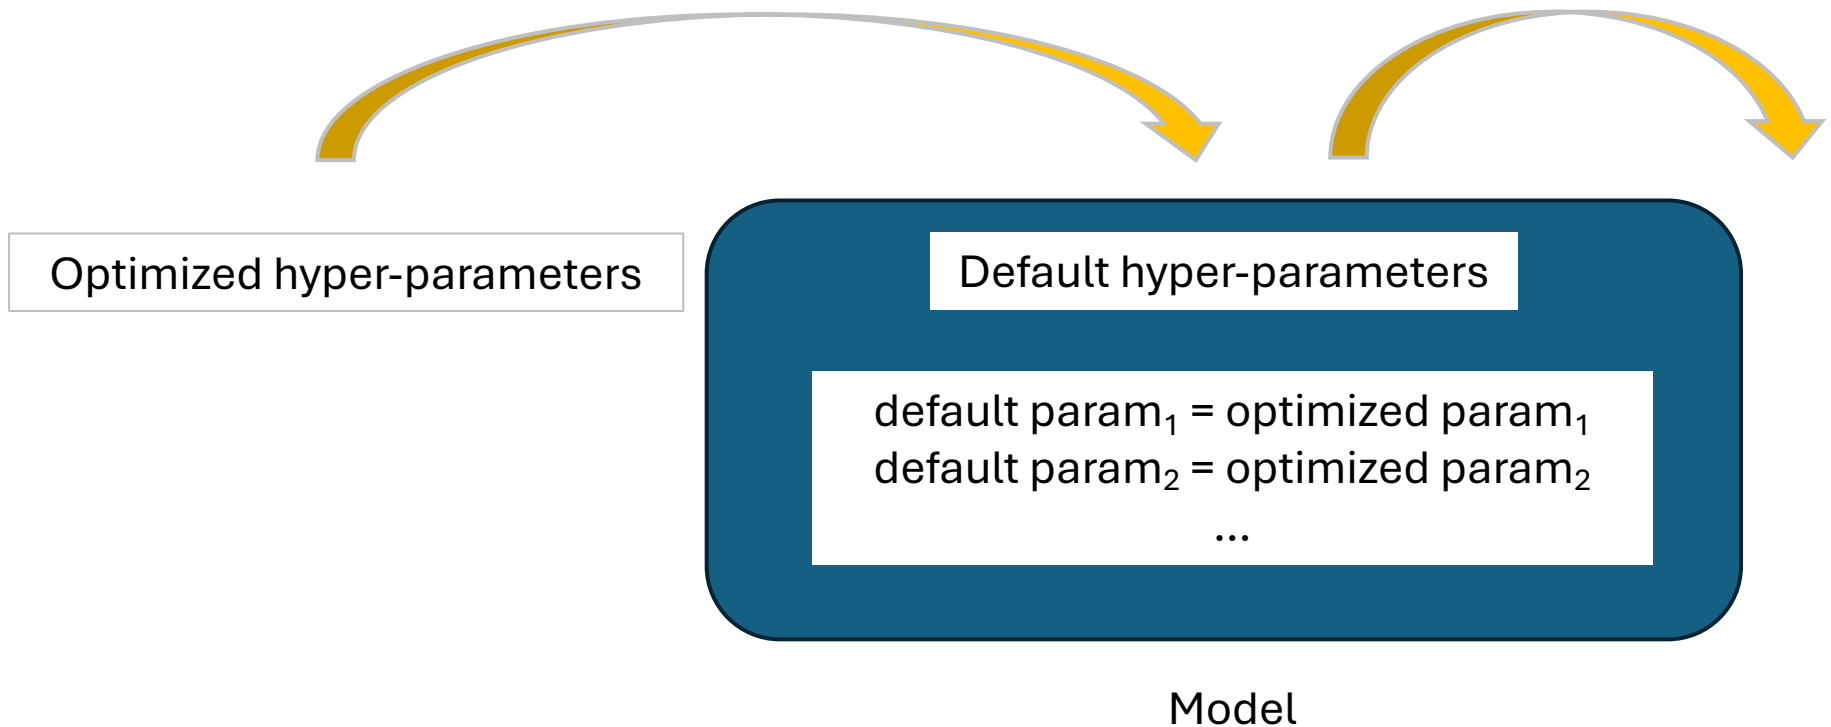 Optimized hyper-parameters
Default hyper-parameters
default param₁ = optimized param₁
default param₂ = optimized param₂
...
Model